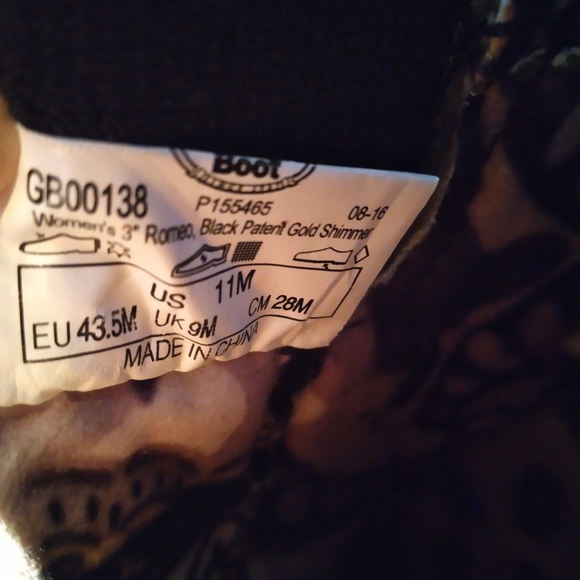 Boot
GB00138 P155465 08-16
Women's 3" Romeo, Black Patent Gold Shimmer
US 11M
EU 43.5M UK 9M CM 28M
MADE IN CHINA